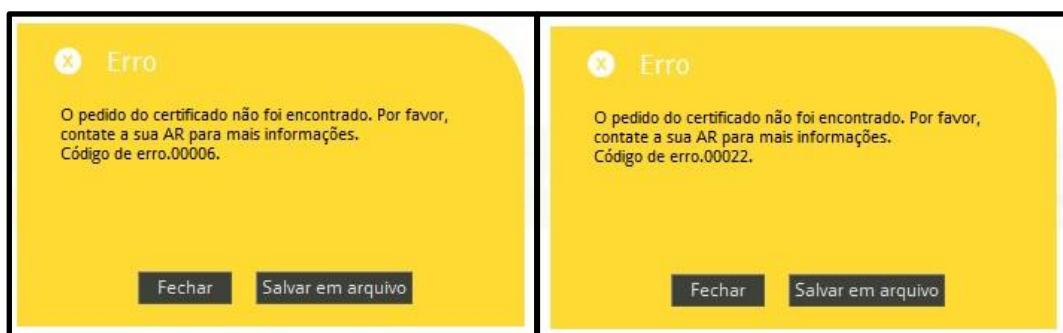 X Erro
O pedido do certificado não foi encontrado. Por favor,
contate a sua AR para mais informações.
Código de erro.00006.
Fechar Salvar em arquivo
X Erro
O pedido do certificado não foi encontrado. Por favor,
contate a sua AR para mais informações.
Código de erro.00022.
Fechar Salvar em arquivo